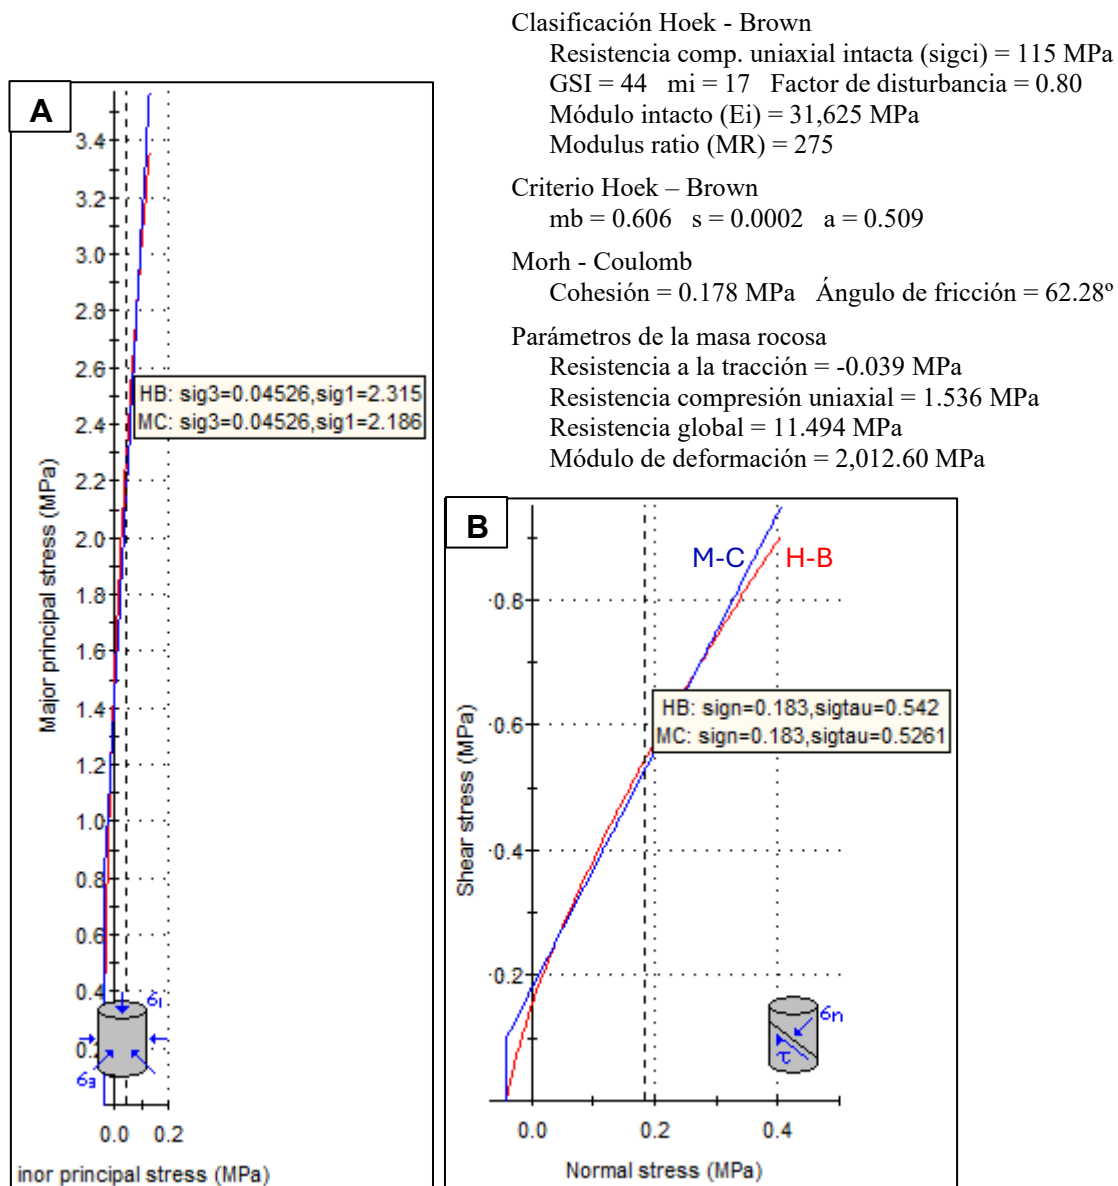 Clasificación Hoek - Brown
Resistencia comp. uniaxial intacta (sigci) = 115 MPa
GSI = 44 mi = 17 Factor de disturbancia = 0.80
Módulo intacto (Ei) = 31,625 MPa
Modulus ratio (MR) = 275
Criterio Hoek – Brown
mb = 0.606 s = 0.0002 a = 0.509
Morh - Coulomb
Cohesión = 0.178 MPa Ángulo de fricción = 62.28º
Parámetros de la masa rocosa
Resistencia a la tracción = -0.039 MPa
Resistencia compresión uniaxial = 1.536 MPa
Resistencia global = 11.494 MPa
Módulo de deformación = 2,012.60 MPa
A
Major principal stress (MPa)
3.4
3.2
3.0
2.8
2.6
HB: sig3=0.04526,sig1=2.315
MC: sig3=0.04526,sig1=2.186
2.4
2.2
2.0
1.8
1.6
1.4
1.2
1.0
0.8
0.6
0.4
0.2
σ1
σ3
0.0 0.2
inor principal stress (MPa)
B
M-C H-B
Shear stress (MPa)
0.8
HB: sign=0.183,sigtau=0.542
MC: sign=0.183,sigtau=0.5261
0.6
0.4
0.2
σn
τ
0.0 0.2 0.4
Normal stress (MPa)